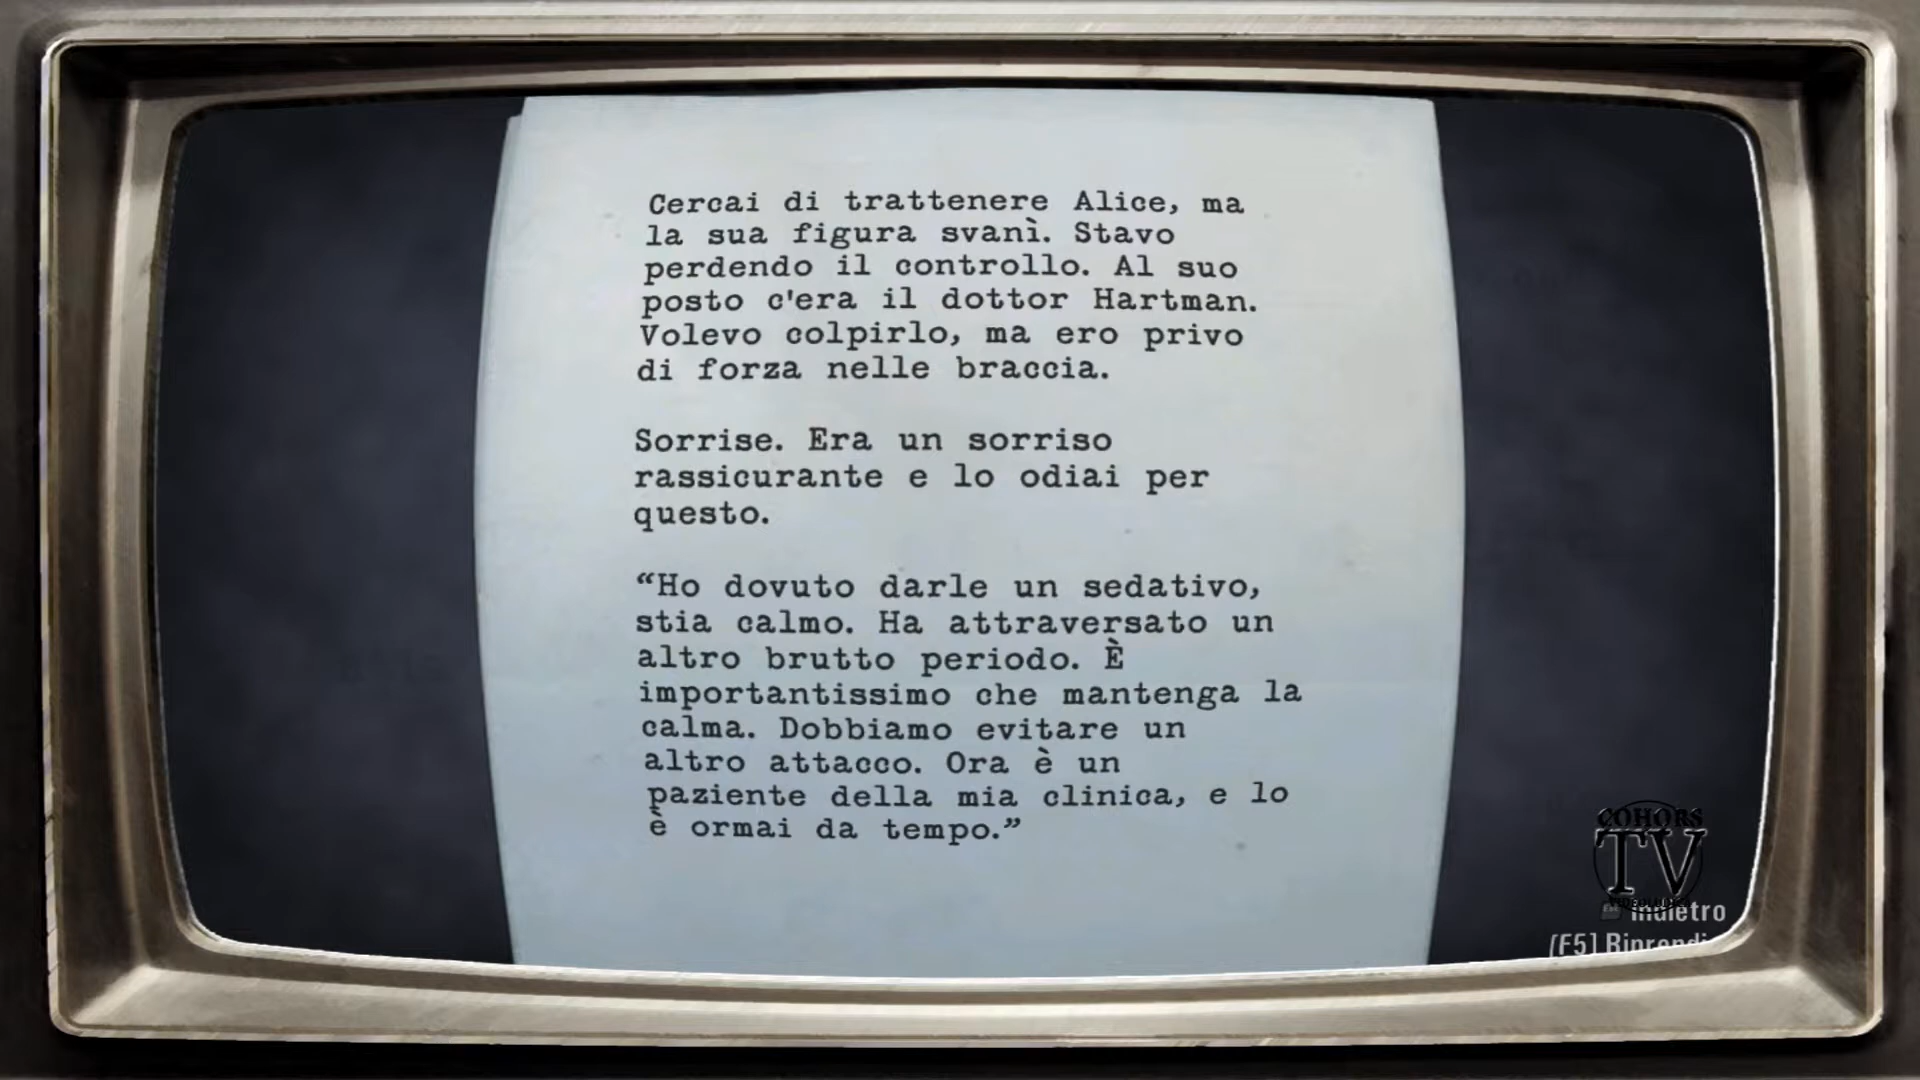 Cercai di trattenere Alice, ma
la sua figura svanì. Stavo
perdendo il controllo. Al suo
posto c'era il dottor Hartman.
Volevo colpirlo, ma ero privo
di forza nelle braccia.
Sorrise. Era un sorriso
rassicurante e lo odiai per
questo.
“Ho dovuto darle un sedativo,
stia calmo. Ha attraversato un
altro brutto periodo. È
importantissimo che mantenga la
calma. Dobbiamo evitare un
altro attacco. Ora è un
paziente della mia clinica, e lo
è ormai da tempo.”
COHORS
TV
Indietro
[F5]